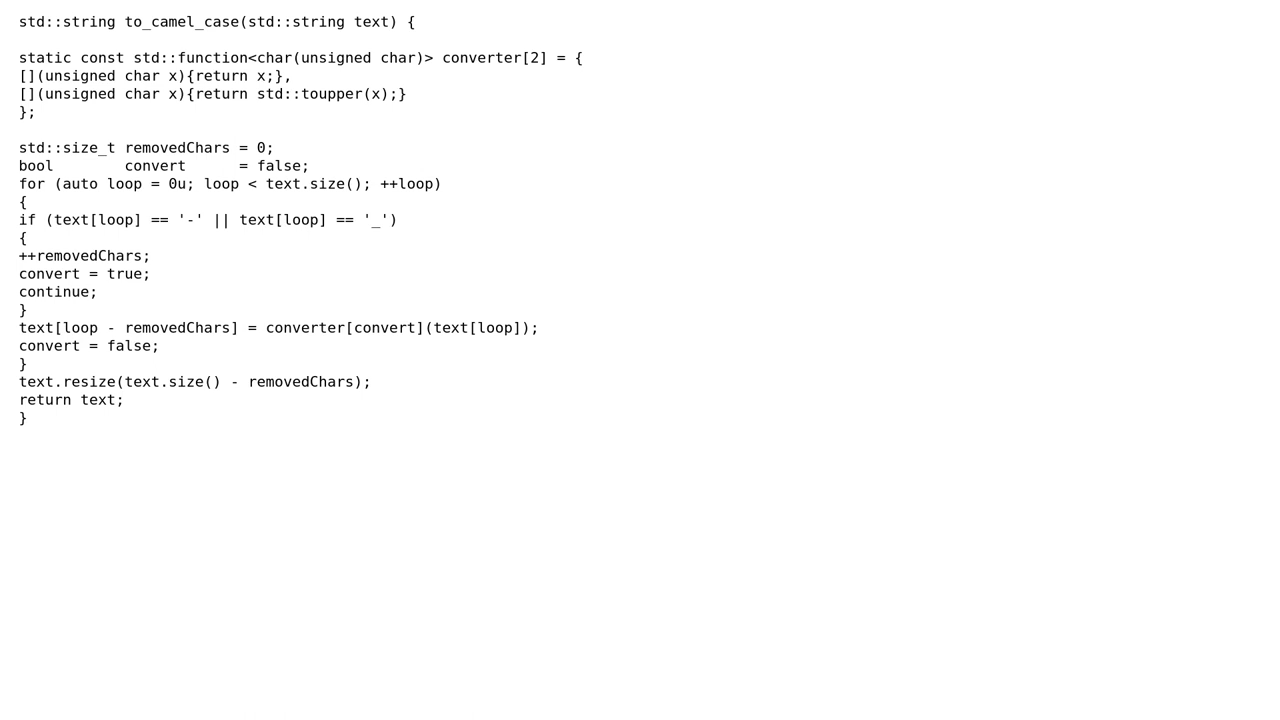 std::string to_camel_case(std::string text) {

static const std::function<char(unsigned char)> converter[2] = {
[](unsigned char x){return x;},
[](unsigned char x){return std::toupper(x);}
};

std::size_t removedChars = 0;
bool        convert      = false;
for (auto loop = 0u; loop < text.size(); ++loop)
{
if (text[loop] == '-' || text[loop] == '_')
{
++removedChars;
convert = true;
continue;
}
text[loop - removedChars] = converter[convert](text[loop]);
convert = false;
}
text.resize(text.size() - removedChars);
return text;
}